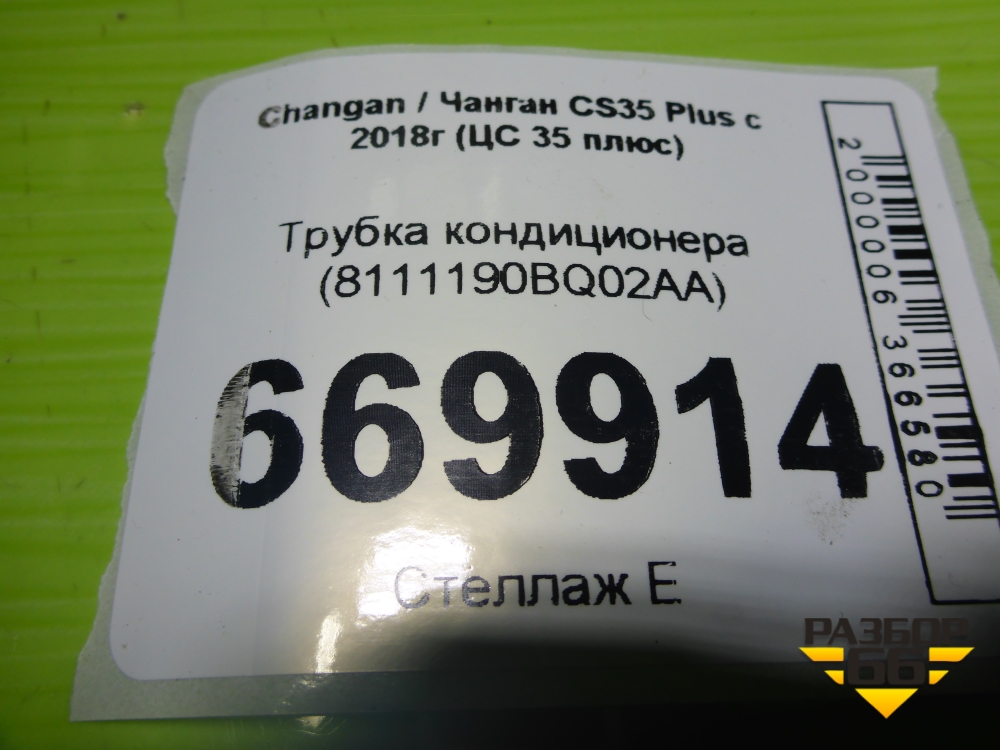 Changan / Чанган CS35 Plus с
2018г (ЦС 35 плюс)
Трубка кондиционера
(8111190BQ02AA)
669914
Стеллаж Е
2000006366580
РАЗБОР
66